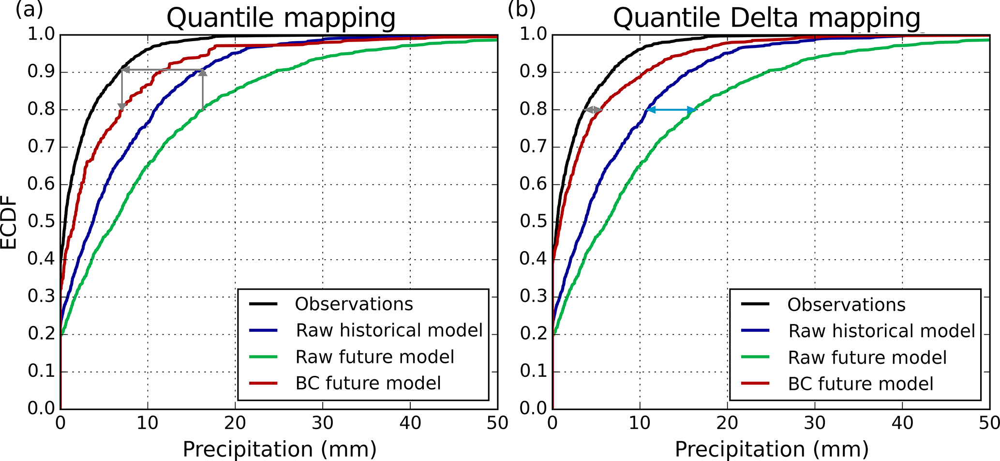 (a)
Quantile mapping
1.0
0.9
0.8
0.7
0.6
0.5
0.4
0.3
0.2
0.1
0.0
ECDF
0 10 20 30 40 50
Precipitation (mm)
Observations
Raw historical model
Raw future model
BC future model
(b)
Quantile Delta mapping
1.0
0.9
0.8
0.7
0.6
0.5
0.4
0.3
0.2
0.1
0.0
0 10 20 30 40 50
Precipitation (mm)
Observations
Raw historical model
Raw future model
BC future model